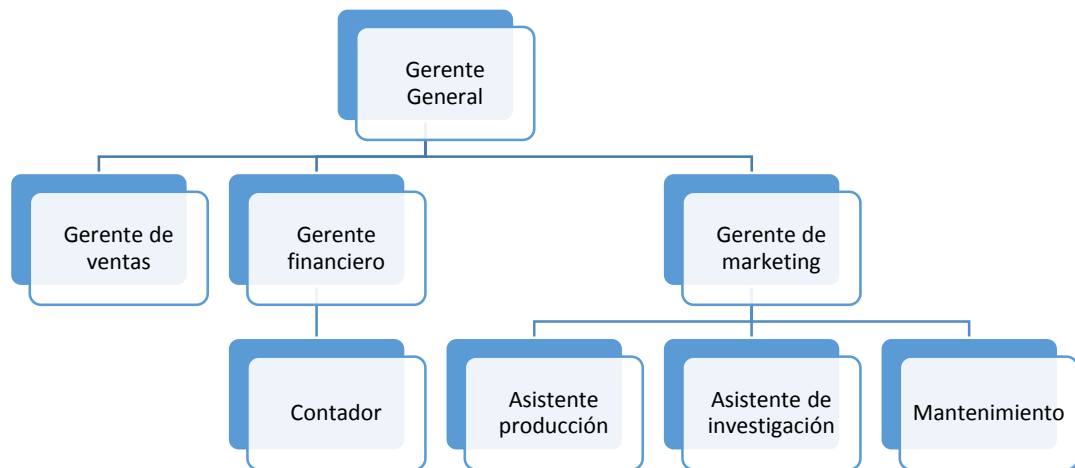 Gerente
General
Gerente de
ventas
Gerente
financiero
Gerente de
marketing
Contador
Asistente
producción
Asistente de
investigación
Mantenimiento